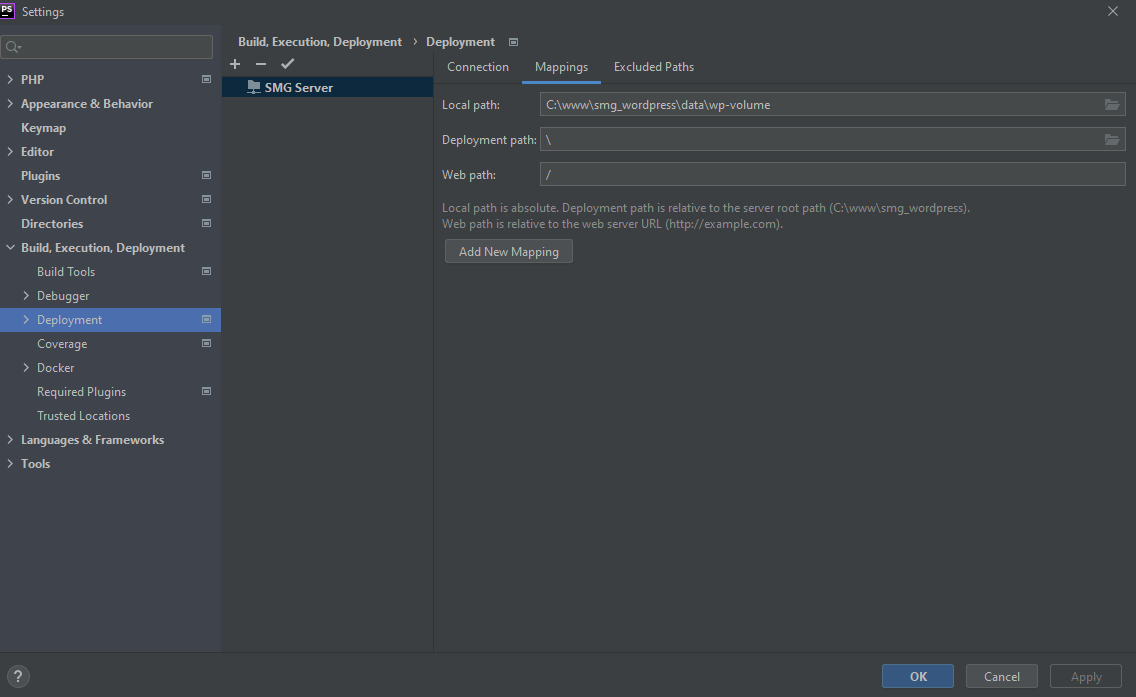 PS
Settings
PHP
Appearance & Behavior
Keymap
Editor
Plugins
Version Control
Directories
Build, Execution, Deployment
Build Tools
Debugger
Deployment
Coverage
Docker
Required Plugins
Trusted Locations
Languages & Frameworks
Tools
Build, Execution, Deployment › Deployment
SMG Server
Connection Mappings Excluded Paths
Local path: C:\www\smg_wordpress\data\wp-volume
Deployment path: \
Web path: /
Local path is absolute. Deployment path is relative to the server root path (C:\www\smg_wordpress).
Web path is relative to the web server URL (http://example.com).
Add New Mapping
?
OK Cancel Apply